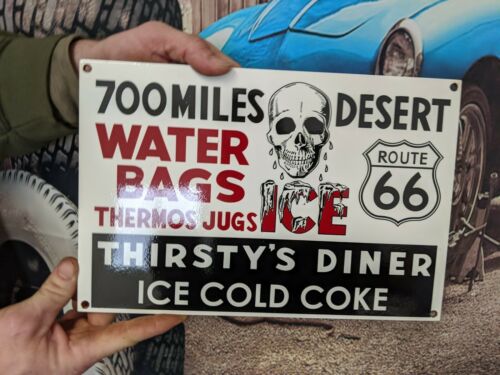 700 MILES DESERT
WATER
BAGS
THERMOS JUGS ICE
ROUTE
66
THIRSTY'S DINER
ICE COLD COKE